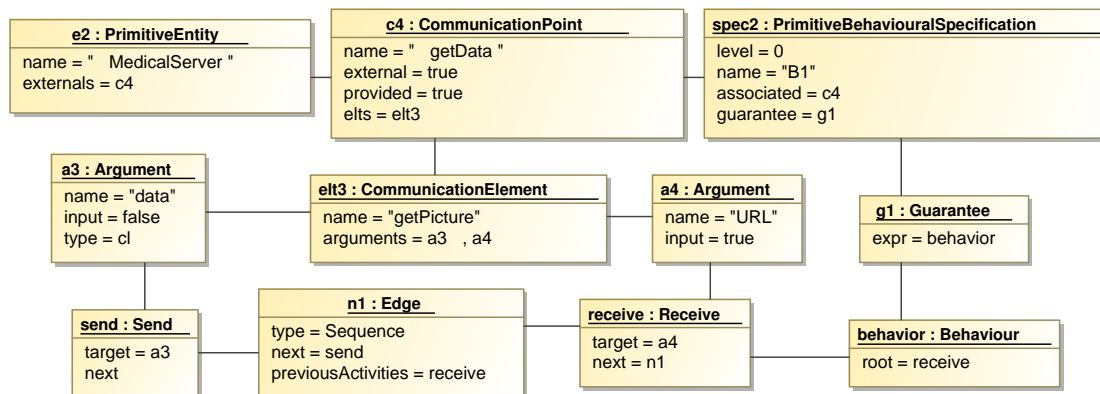 e2 : PrimitiveEntity
name = " MedicalServer "
externals = c4
c4 : CommunicationPoint
name = " getData "
external = true
provided = true
elts = elt3
spec2 : PrimitiveBehaviouralSpecification
level = 0
name = "B1"
associated = c4
guarantee = g1
a3 : Argument
name = "data"
input = false
type = cl
elt3 : CommunicationElement
name = "getPicture"
arguments = a3 , a4
a4 : Argument
name = "URL"
input = true
g1 : Guarantee
expr = behavior
send : Send
target = a3
next
n1 : Edge
type = Sequence
next = send
previousActivities = receive
receive : Receive
target = a4
next = n1
behavior : Behaviour
root = receive